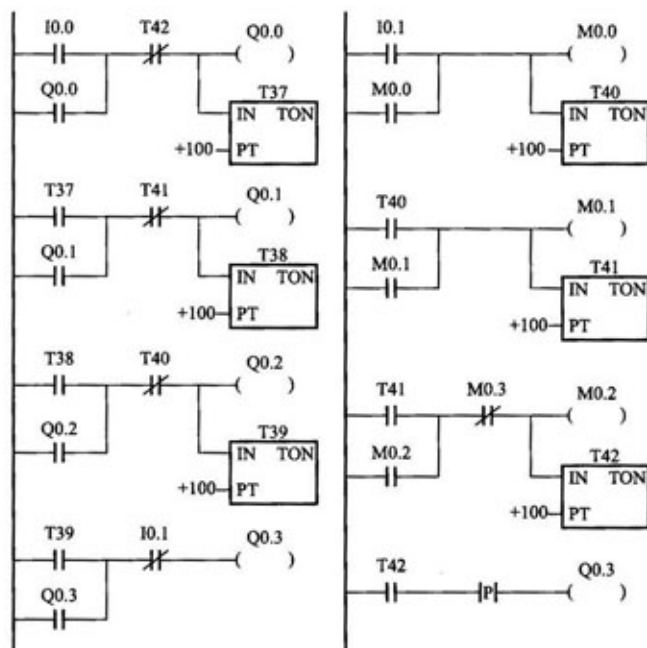 I0.0 T42 Q0.0
Q0.0
T37
IN TON
+100 PT
T37 T41 Q0.1
Q0.1
T38
IN TON
+100 PT
T38 T40 Q0.2
Q0.2
T39
IN TON
+100 PT
T39 I0.1 Q0.3
Q0.3
I0.1 M0.0
M0.0
T40
IN TON
+100 PT
T40 M0.1
M0.1
T41
IN TON
+100 PT
T41 M0.3 M0.2
M0.2
T42
IN TON
+100 PT
T42 P Q0.3